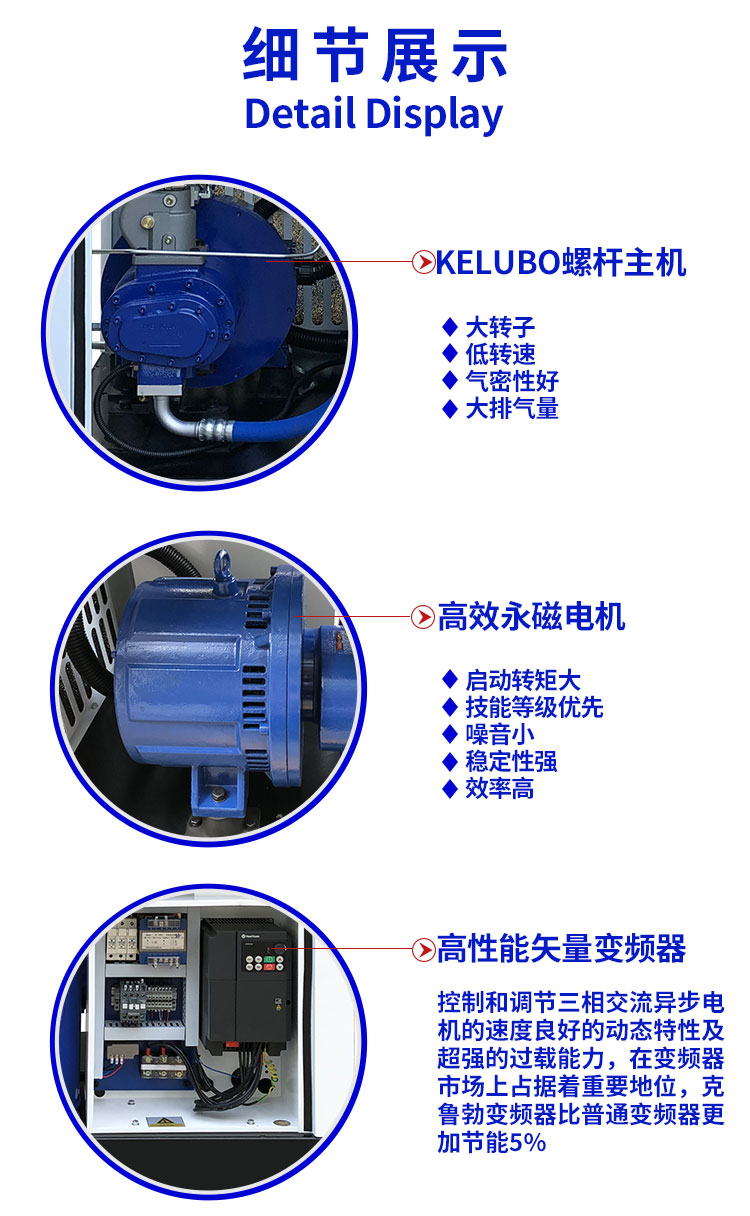 细节展示
Detail Display
KELUBO螺杆主机
大转子
低转速
气密性好
大排气量
高效永磁电机
启动转矩大
技能等级优先
噪音小
稳定性强
效率高
高性能矢量变频器
控制和调节三相交流异步电
机的速度良好的动态特性及
超强的过载能力，在变频器
市场上占据着重要地位，克
鲁勃变频器比普通变频器更
加节能5%